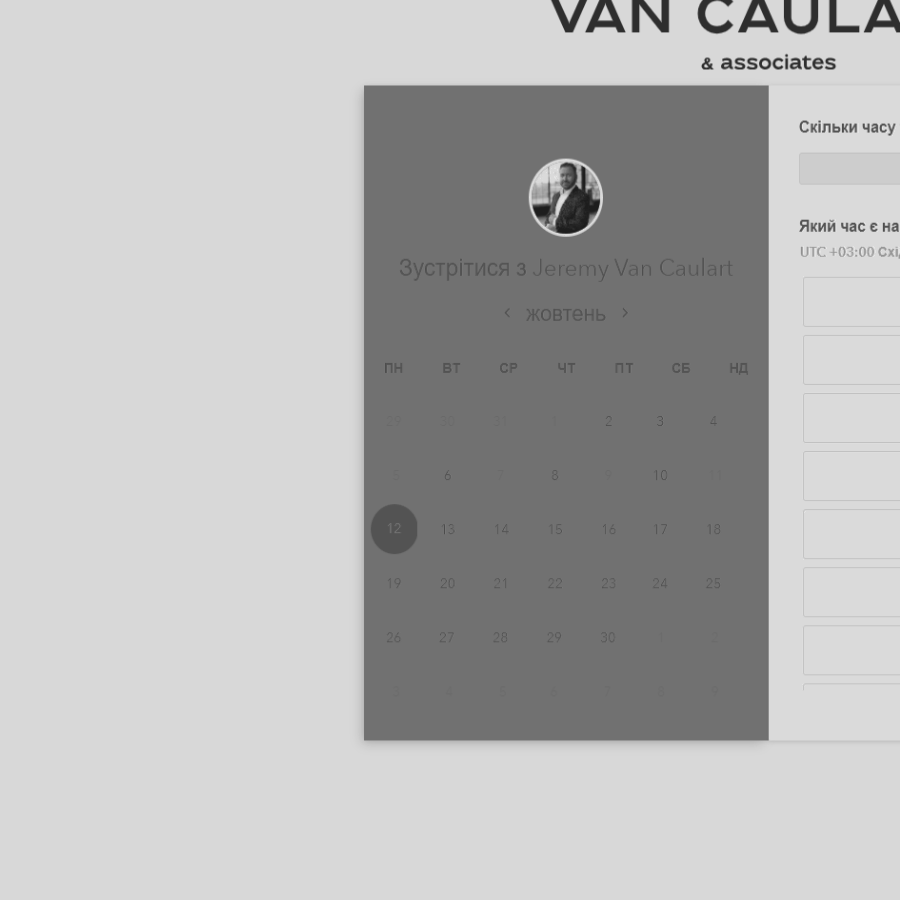 VAN CAULA
& associates
Скільки часу
Який час є на
UTC +03:00 Схі
Зустрітися з Jeremy Van Caulart
жовтень
ПН ВТ СР ЧТ ПТ СБ НД
29 30 31 1 2 3 4
5 6 7 8 9 10 11
12 13 14 15 16 17 18
19 20 21 22 23 24 25
26 27 28 29 30 1 2
3 4 5 6 7 8 9